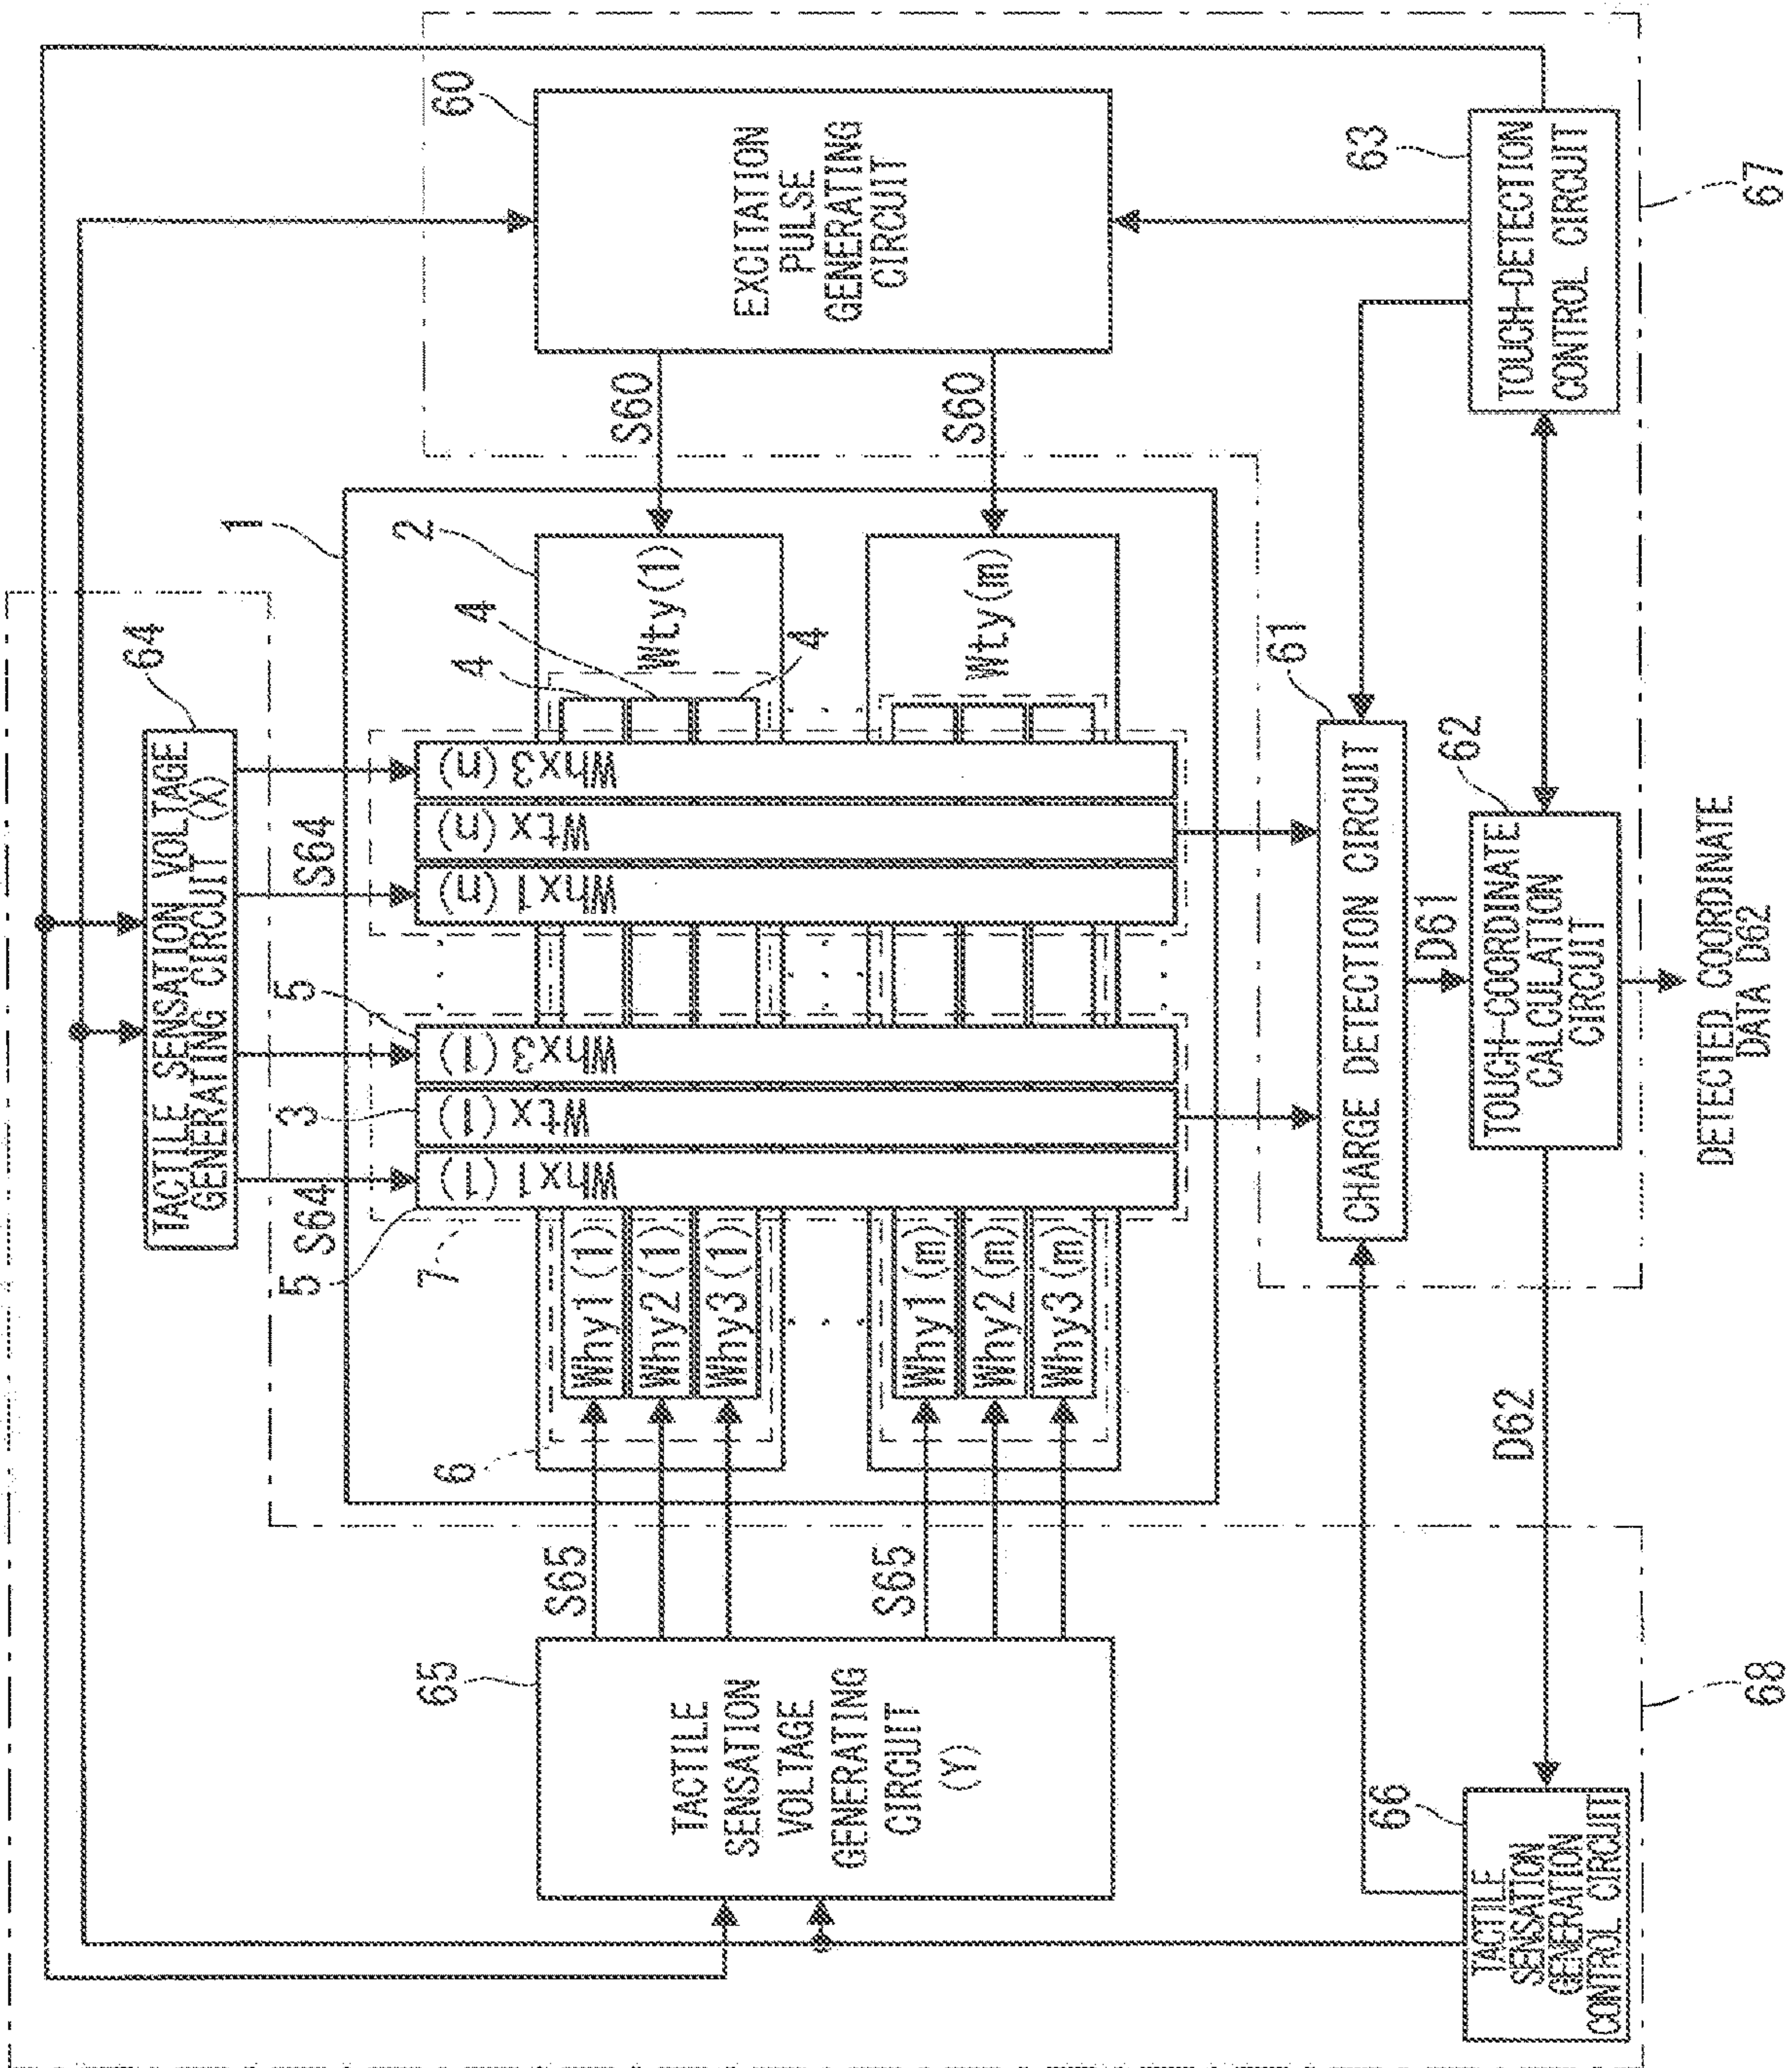 67
60
EXCITATION
PULSE
GENERATING
CIRCUIT
63
TOUCH-DETECTION
CONTROL CIRCUIT
S60
S60
1
2
4
4
4
Wty(1)
Wty(m)
64
TACTILE SENSATION VOLTAGE
GENERATING CIRCUIT (X)
S64
S64
5
3
5
7
6
Whx3(n)
Wtx(n)
Whx1(n)
Whx3(1)
Wtx(1)
Whx1(1)
Why1(1)
Why2(1)
Why3(1)
Why1(m)
Why2(m)
Why3(m)
61
CHARGE DETECTION CIRCUIT
D61
62
TOUCH-COORDINATE
CALCULATION
CIRCUIT
DETECTED COORDINATE
DATA D62
D62
S65
S65
65
TACTILE
SENSATION
VOLTAGE
GENERATING
CIRCUIT
(Y)
66
TACTILE
SENSATION
GENERATION
CONTROL CIRCUIT
68